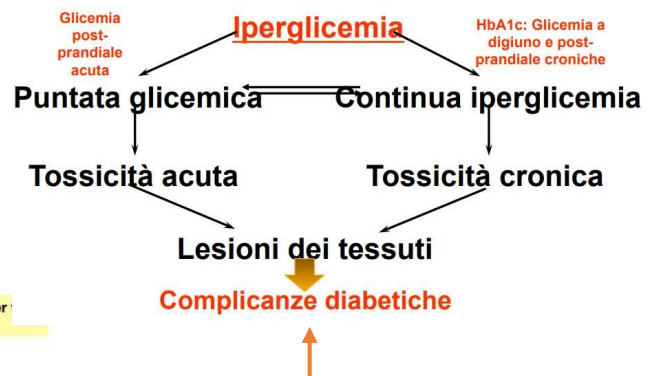 Glicemia
post-
prandiale
acuta
Iperglicemia
HbA1c: Glicemia a
digiuno e post-
prandiale croniche
Puntata glicemica
Continua iperglicemia
Tossicità acuta
Tossicità cronica
Lesioni dei tessuti
Complicanze diabetiche